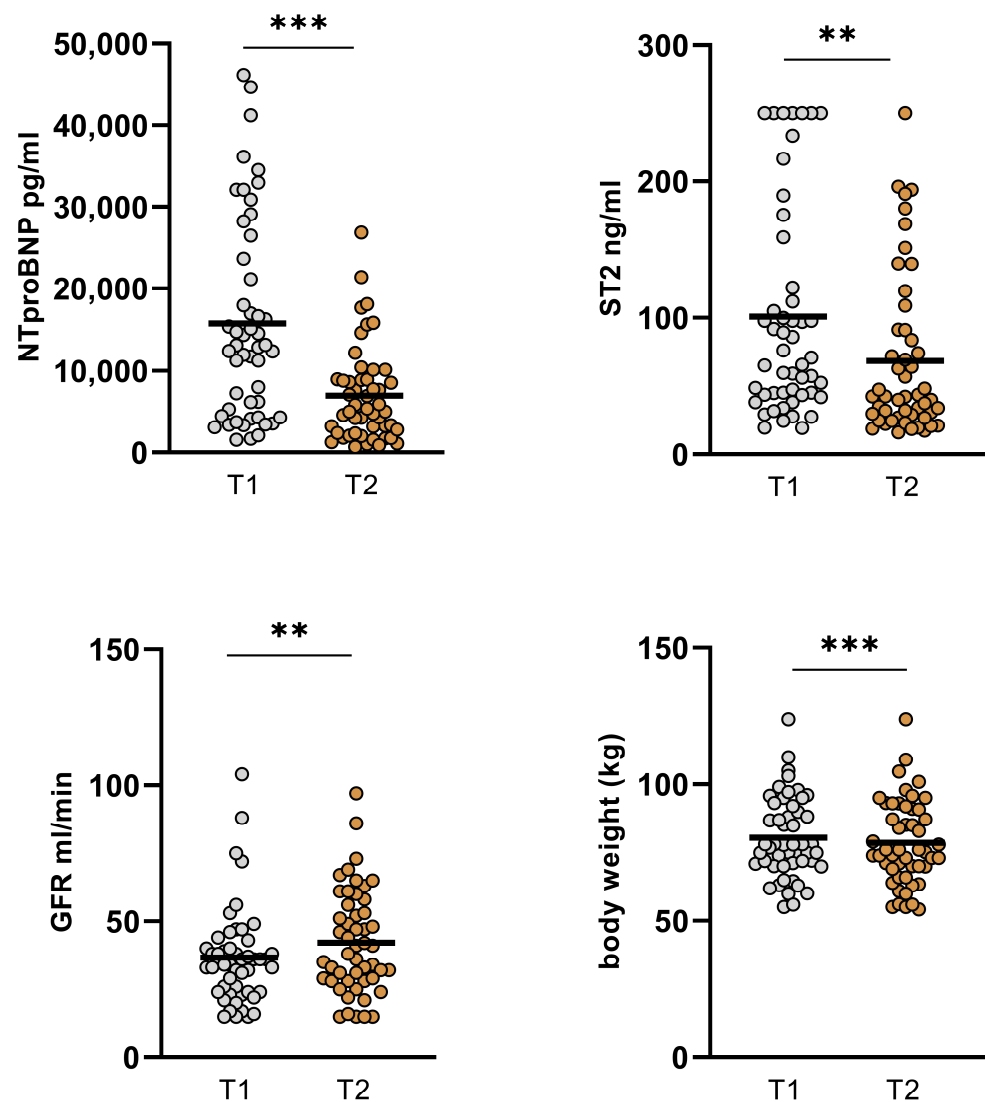 ***
50,000
40,000
30,000
20,000
10,000
0
NTproBNP pg/ml
T1 T2
**
300
200
100
0
ST2 ng/ml
T1 T2
**
150
100
50
0
GFR ml/min
T1 T2
***
150
100
50
0
body weight (kg)
T1 T2